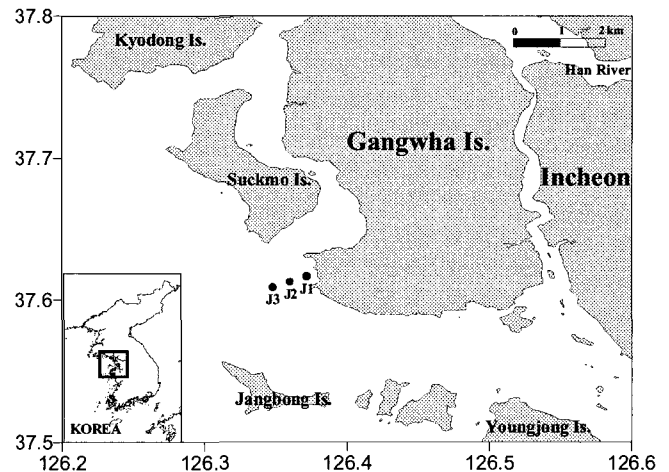 37.8
Kyodong Is.
0 1 2 km
Han River
Gangwha Is.
37.7
Suckmo Is.
Incheon
J3 J2 J1
37.6
Jangbong Is.
KOREA
Youngjong Is.
37.5
126.2 126.3 126.4 126.5 126.6